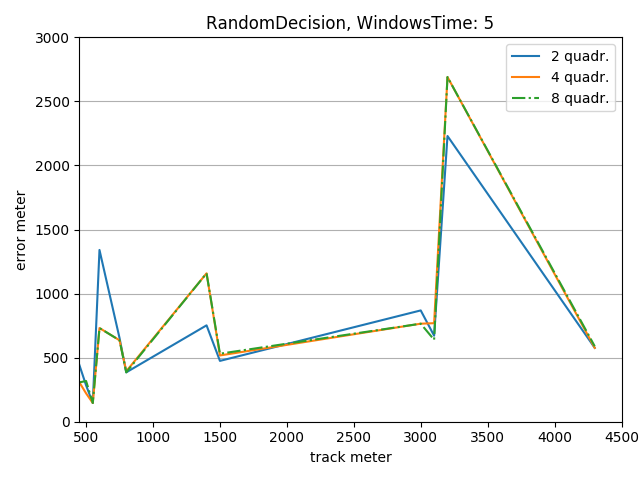 RandomDecision, WindowsTime: 5
3000
2500
2000
1500
1000
500
0
error meter
2 quadr.
4 quadr.
8 quadr.
500 1000 1500 2000 2500 3000 3500 4000 4500
track meter